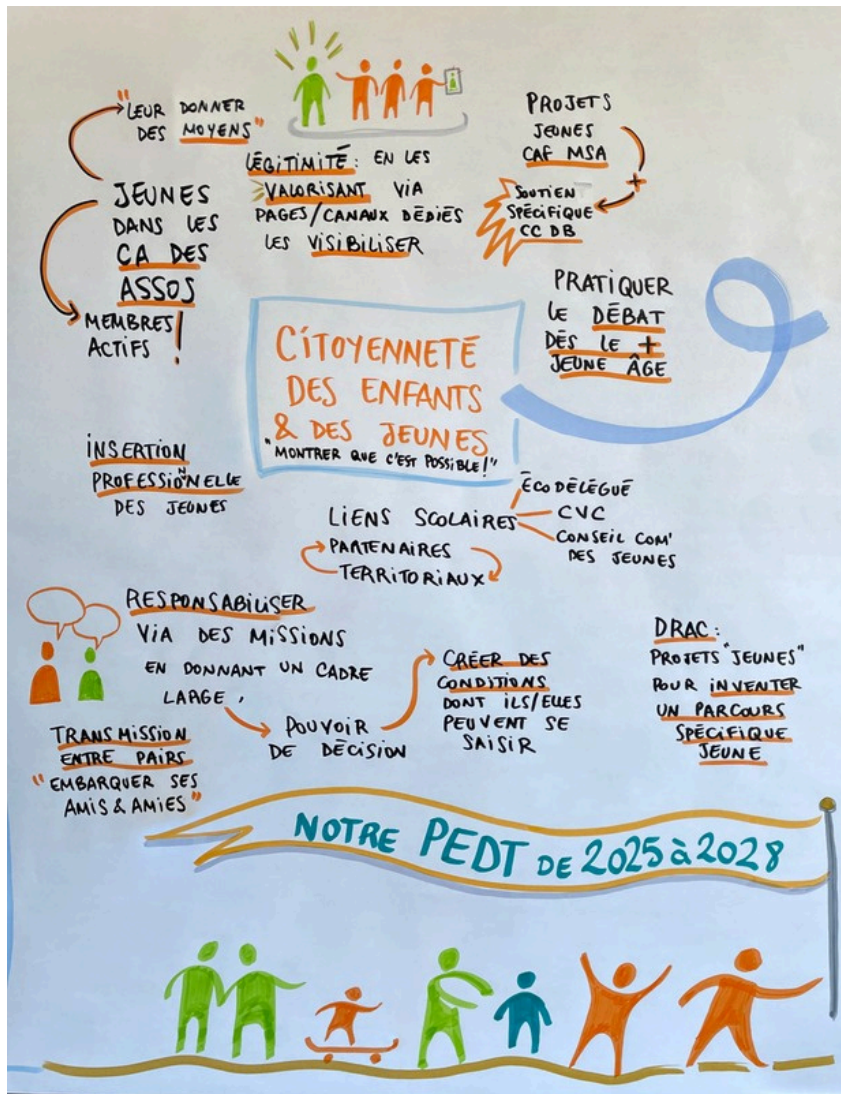 "LEUR DONNER
DES MOYENS"
JEUNES
DANS LES
CA DES
ASSOS
MEMBRES
ACTIFS !
LÉGITIMITÉ : EN LES
VALORISANT VIA
PAGES/CANAUX DÉDIÉS
LES VISIBILISER
PROJETS
JEUNES
CAF MSA
+
SOUTIEN
SPÉCIFIQUE
CC DB
PRATIQUER
LE DÉBAT
DÈS LE +
JEUNE ÂGE
CITOYENNETÉ
DES ENFANTS
& DES JEUNES
"MONTRER QUE C'EST POSSIBLE !"
INSERTION
PROFESSIONNELLE
DES JEUNES
LIENS SCOLAIRES
ÉCODÉLÉGUÉ
CVC
CONSEIL COM'
DES JEUNES
PARTENAIRES
TERRITORIAUX
RESPONSABILISER
VIA DES MISSIONS
EN DONNANT UN CADRE
LARGE,
POUVOIR
DE DÉCISION
CRÉER DES
CONDITIONS
DONT ILS/ELLES
PEUVENT SE
SAISIR
DRAC :
PROJETS "JEUNES"
POUR INVENTER
UN PARCOURS
SPÉCIFIQUE
JEUNE
TRANSMISSION
ENTRE PAIRS
"EMBARQUER SES
AMIS & AMIES"
NOTRE PEDT DE 2025 à 2028